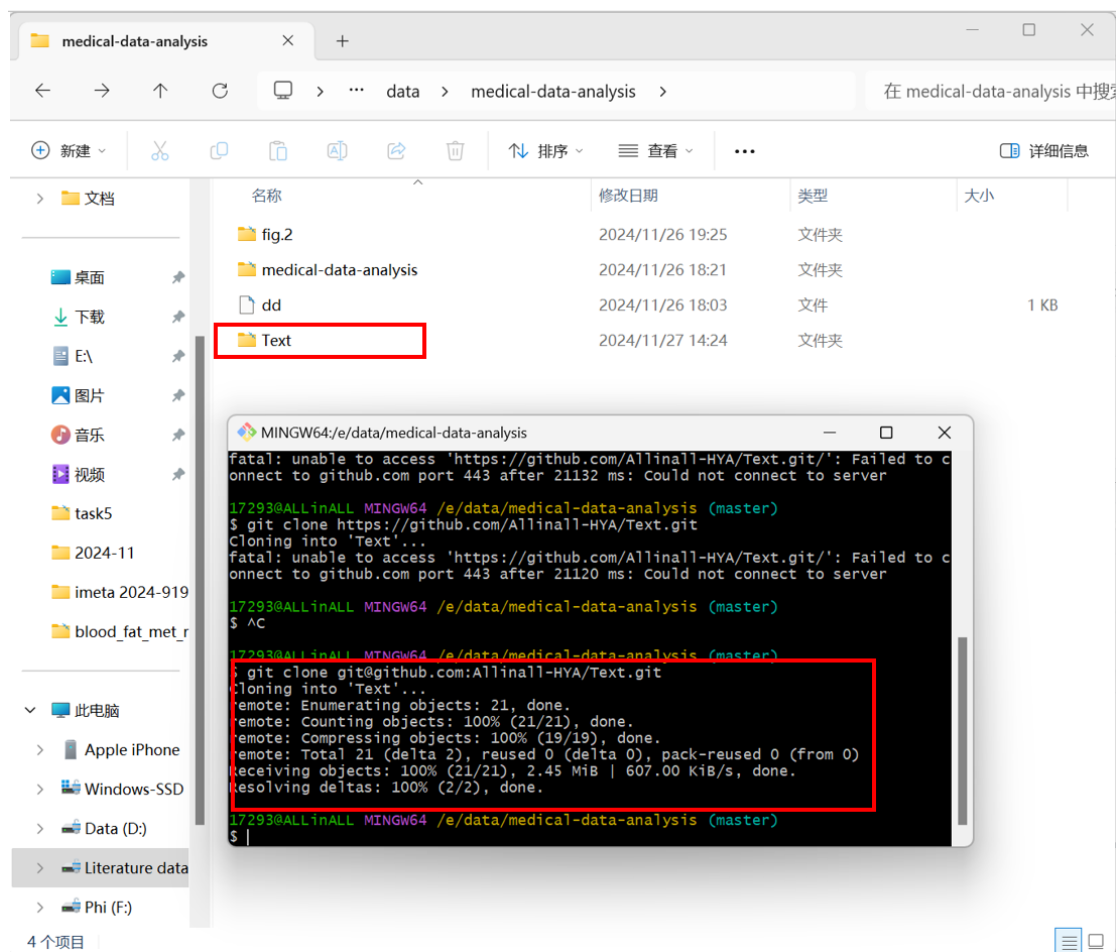 medical-data-analysis
data > medical-data-analysis >
在 medical-data-analysis 中搜
新建
排序
查看
详细信息
名称 修改日期 类型 大小
fig.2 2024/11/26 19:25 文件夹
medical-data-analysis 2024/11/26 18:21 文件夹
dd 2024/11/26 18:03 文件 1 KB
Text 2024/11/27 14:24 文件夹
文档
桌面
下载
E:\
图片
音乐
视频
task5
2024-11
imeta 2024-919
blood_fat_met_r
此电脑
Apple iPhone
Windows-SSD
Data (D:)
Literature data
Phi (F:)
4 个项目
MINGW64:/e/data/medical-data-analysis
fatal: unable to access 'https://github.com/Allinall-HYA/Text.git/': Failed to c
onnect to github.com port 443 after 21132 ms: Could not connect to server
17293@ALLinALL MINGW64 /e/data/medical-data-analysis (master)
$ git clone https://github.com/Allinall-HYA/Text.git
Cloning into 'Text'...
fatal: unable to access 'https://github.com/Allinall-HYA/Text.git/': Failed to c
onnect to github.com port 443 after 21120 ms: Could not connect to server
17293@ALLinALL MINGW64 /e/data/medical-data-analysis (master)
$ ^C
17293@ALLinALL MINGW64 /e/data/medical-data-analysis (master)
$ git clone git@github.com:Allinall-HYA/Text.git
Cloning into 'Text'...
remote: Enumerating objects: 21, done.
remote: Counting objects: 100% (21/21), done.
remote: Compressing objects: 100% (19/19), done.
remote: Total 21 (delta 2), reused 0 (delta 0), pack-reused 0 (from 0)
Receiving objects: 100% (21/21), 2.45 MiB | 607.00 KiB/s, done.
Resolving deltas: 100% (2/2), done.
17293@ALLinALL MINGW64 /e/data/medical-data-analysis (master)
$